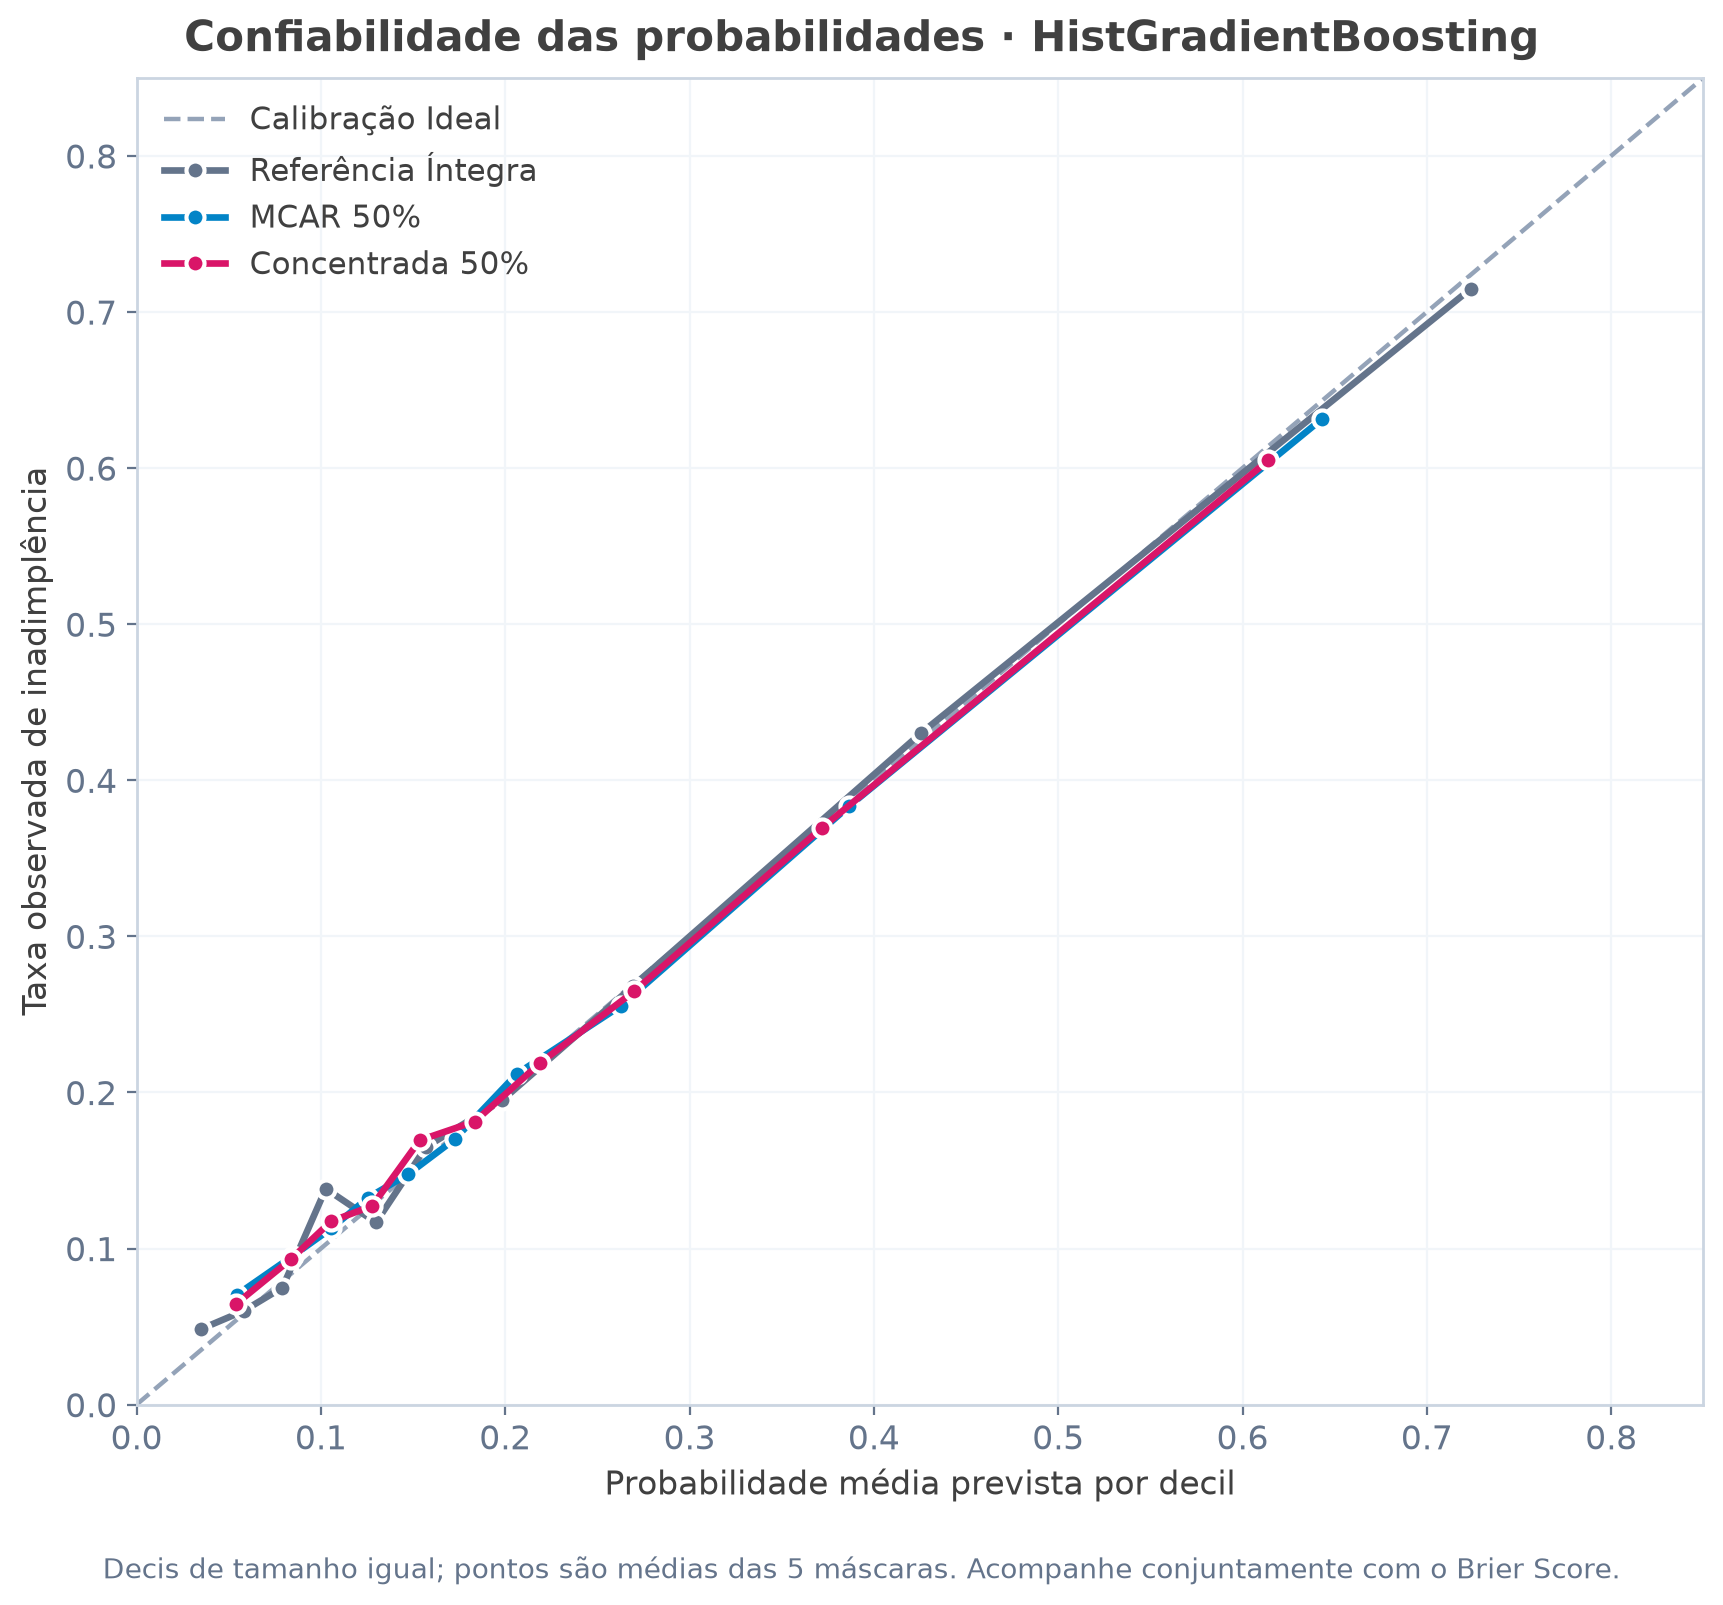 Confiabilidade das probabilidades · HistGradientBoosting
Calibração Ideal
Referência Íntegra
MCAR 50%
Concentrada 50%
Taxa observada de inadimplência
0.8
0.7
0.6
0.5
0.4
0.3
0.2
0.1
0.0
0.0 0.1 0.2 0.3 0.4 0.5 0.6 0.7 0.8
Probabilidade média prevista por decil
Decis de tamanho igual; pontos são médias das 5 máscaras. Acompanhe conjuntamente com o Brier Score.